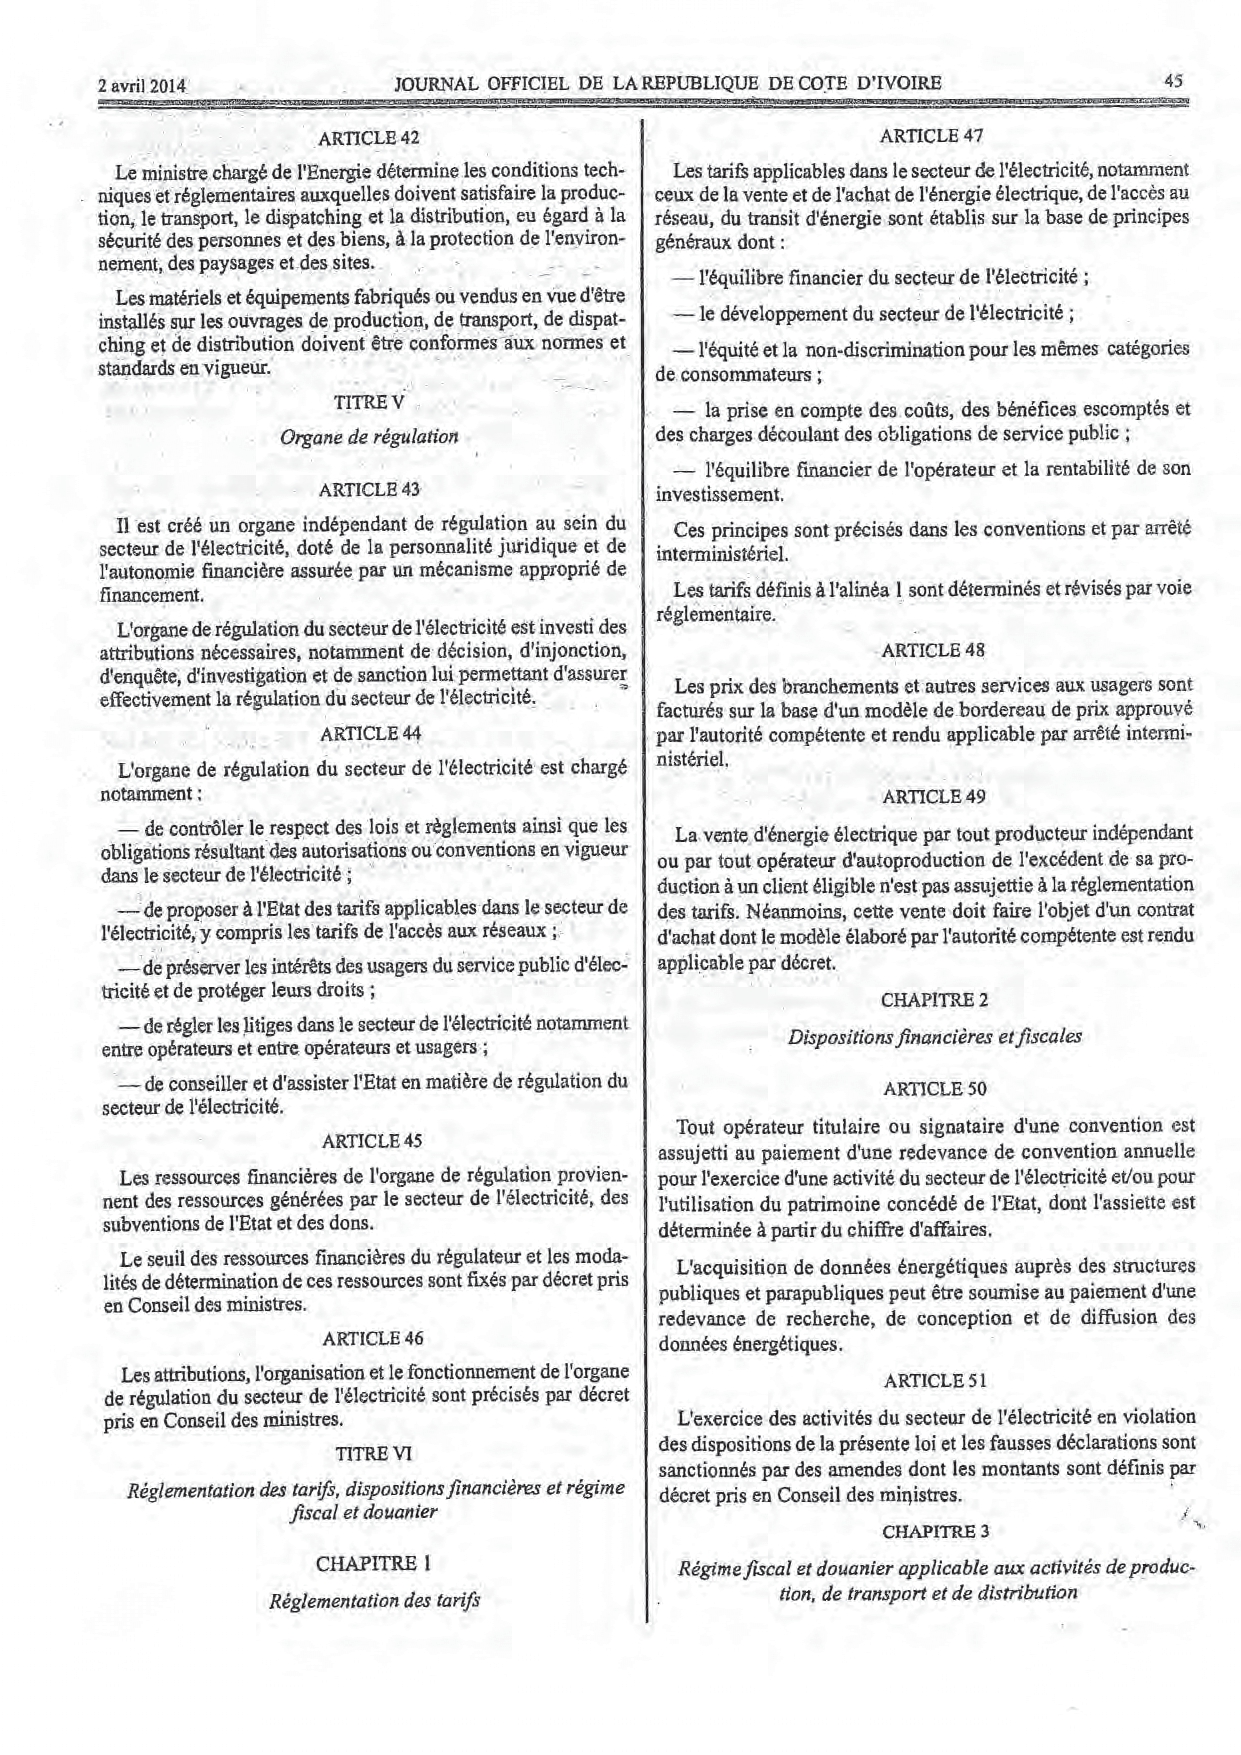 2 avril 2014
JOURNAL OFFICIEL DE LA REPUBLIQUE DE COTE D'IVOIRE
45
ARTICLE 42
Le ministre chargé de l'Energie détermine les conditions tech-
niques et réglementaires auxquelles doivent satisfaire la produc-
tion, le transport, le dispatching et la distribution, eu égard à la
sécurité des personnes et des biens, à la protection de l'environ-
nement, des paysages et des sites.
Les matériels et équipements fabriqués ou vendus en vue d'être
installés sur les ouvrages de production, de transport, de dispat-
ching et de distribution doivent être conformes aux normes et
standards en vigueur.
TITRE V
Organe de régulation
ARTICLE 43
Il est créé un organe indépendant de régulation au sein du
secteur de l'électricité, doté de la personnalité juridique et de
l'autonomie financière assurée par un mécanisme approprié de
financement.
L'organe de régulation du secteur de l'électricité est investi des
attributions nécessaires, notamment de décision, d'injonction,
d'enquête, d'investigation et de sanction lui permettant d'assurer
effectivement la régulation du secteur de l'électricité.
ARTICLE 44
L'organe de régulation du secteur de l'électricité est chargé
notamment :
— de contrôler le respect des lois et règlements ainsi que les
obligations résultant des autorisations ou conventions en vigueur
dans le secteur de l'électricité ;
— de proposer à l'Etat des tarifs applicables dans le secteur de
l'électricité, y compris les tarifs de l'accès aux réseaux ;
— de préserver les intérêts des usagers du service public d'élec-
tricité et de protéger leurs droits ;
— de régler les litiges dans le secteur de l'électricité notamment
entre opérateurs et entre opérateurs et usagers ;
— de conseiller et d'assister l'Etat en matière de régulation du
secteur de l'électricité.
ARTICLE 45
Les ressources financières de l'organe de régulation provien-
nent des ressources générées par le secteur de l'électricité, des
subventions de l'Etat et des dons.
Le seuil des ressources financières du régulateur et les moda-
lités de détermination de ces ressources sont fixés par décret pris
en Conseil des ministres.
ARTICLE 46
Les attributions, l'organisation et le fonctionnement de l'organe
de régulation du secteur de l'électricité sont précisés par décret
pris en Conseil des ministres.
TITRE VI
Réglementation des tarifs, dispositions financières et régime
fiscal et douanier
CHAPITRE 1
Réglementation des tarifs
ARTICLE 47
Les tarifs applicables dans le secteur de l'électricité, notamment
ceux de la vente et de l'achat de l'énergie électrique, de l'accès au
réseau, du transit d'énergie sont établis sur la base de principes
généraux dont :
— l'équilibre financier du secteur de l'électricité ;
— le développement du secteur de l'électricité ;
— l'équité et la non-discrimination pour les mêmes catégories
de consommateurs ;
— la prise en compte des coûts, des bénéfices escomptés et
des charges découlant des obligations de service public ;
— l'équilibre financier de l'opérateur et la rentabilité de son
investissement.
Ces principes sont précisés dans les conventions et par arrêté
interministériel.
Les tarifs définis à l'alinéa 1 sont déterminés et révisés par voie
réglementaire.
ARTICLE 48
Les prix des branchements et autres services aux usagers sont
facturés sur la base d'un modèle de bordereau de prix approuvé
par l'autorité compétente et rendu applicable par arrêté intermi-
nistériel.
ARTICLE 49
La vente d'énergie électrique par tout producteur indépendant
ou par tout opérateur d'autoproduction de l'excédent de sa pro-
duction à un client éligible n'est pas assujettie à la réglementation
des tarifs. Néanmoins, cette vente doit faire l'objet d'un contrat
d'achat dont le modèle élaboré par l'autorité compétente est rendu
applicable par décret.
CHAPITRE 2
Dispositions financières et fiscales
ARTICLE 50
Tout opérateur titulaire ou signataire d'une convention est
assujetti au paiement d'une redevance de convention annuelle
pour l'exercice d'une activité du secteur de l'électricité et/ou pour
l'utilisation du patrimoine concédé de l'Etat, dont l'assiette est
déterminée à partir du chiffre d'affaires.
L'acquisition de données énergétiques auprès des structures
publiques et parapubliques peut être soumise au paiement d'une
redevance de recherche, de conception et de diffusion des
données énergétiques.
ARTICLE 51
L'exercice des activités du secteur de l'électricité en violation
des dispositions de la présente loi et les fausses déclarations sont
sanctionnés par des amendes dont les montants sont définis par
décret pris en Conseil des ministres.
CHAPITRE 3
Régime fiscal et douanier applicable aux activités de produc-
tion, de transport et de distribution